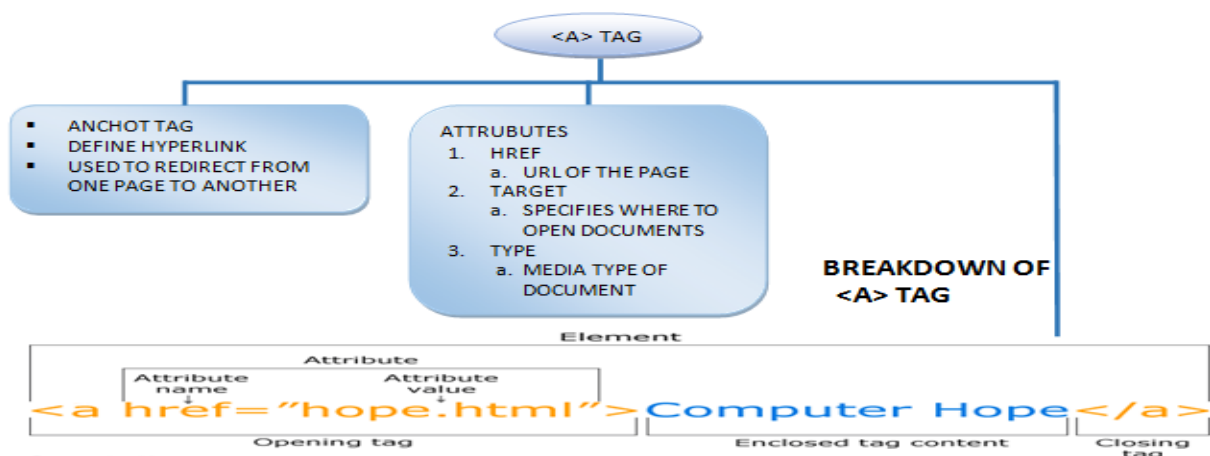 <A> TAG
▪ ANCHOT TAG
▪ DEFINE HYPERLINK
▪ USED TO REDIRECT FROM
ONE PAGE TO ANOTHER
ATTRUBUTES
1. HREF
a. URL OF THE PAGE
2. TARGET
a. SPECIFIES WHERE TO
OPEN DOCUMENTS
3. TYPE
a. MEDIA TYPE OF
DOCUMENT
BREAKDOWN OF
<A> TAG
Element
Attribute
Attribute name
Attribute value
<a href="hope.html">Computer Hope</a>
Opening tag
Enclosed tag content
Closing tag